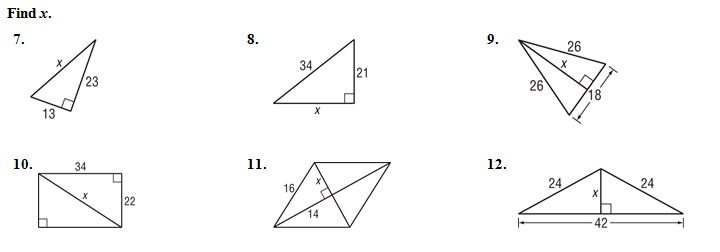 Find x.
7. 8. 9.
x 23 13
34 21 x
26 x 26 18
10. 11. 12.
34 x 22
16 x 14
24 x 24 42